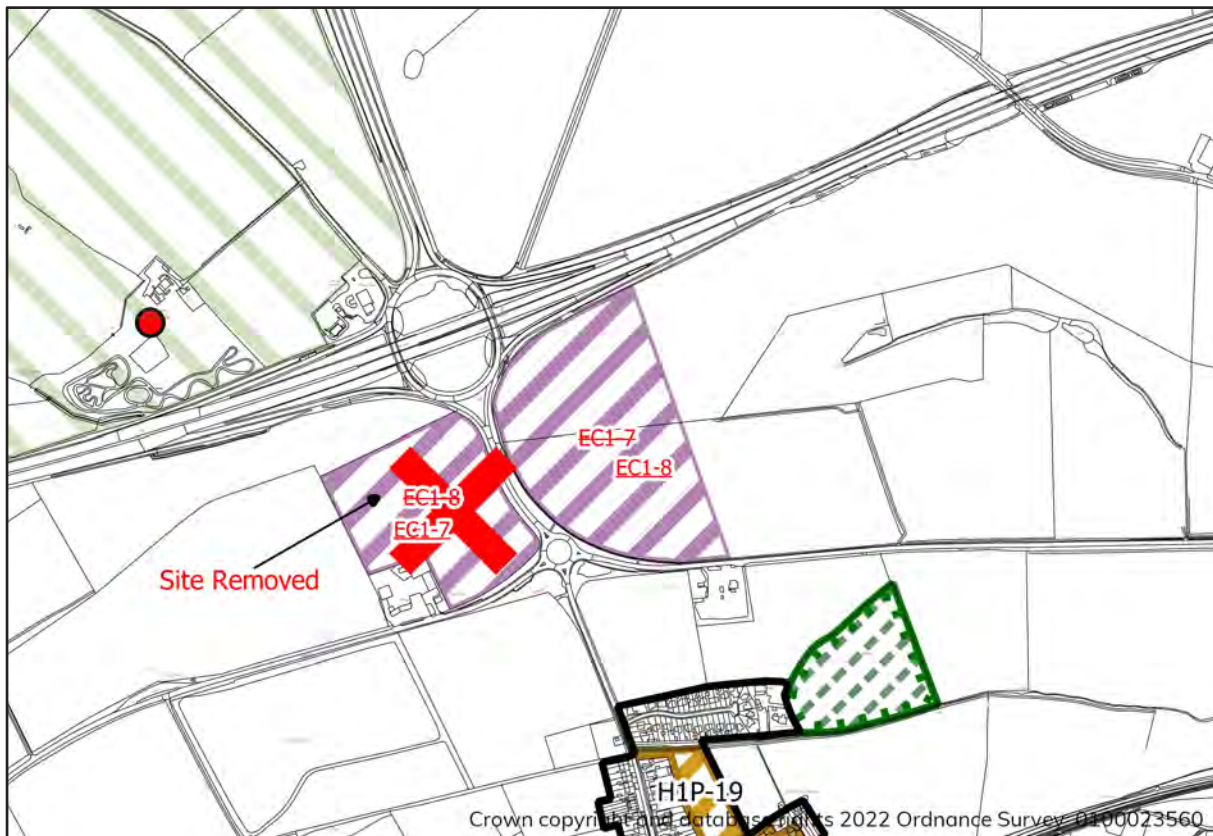 EC1-7
EC1-8
EC1-8
EC1-7
Site Removed
H1P-19
Crown copyright and database rights 2022 Ordnance Survey 0100023560